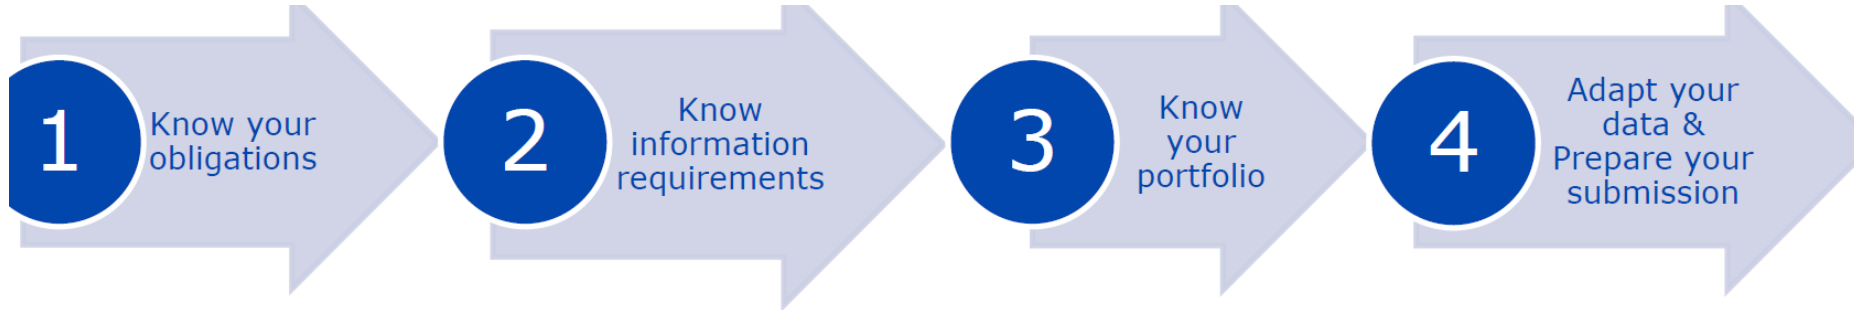 1
Know your
obligations
2
Know
information
requirements
3
Know
your
portfolio
4
Adapt your
data &
Prepare your
submission